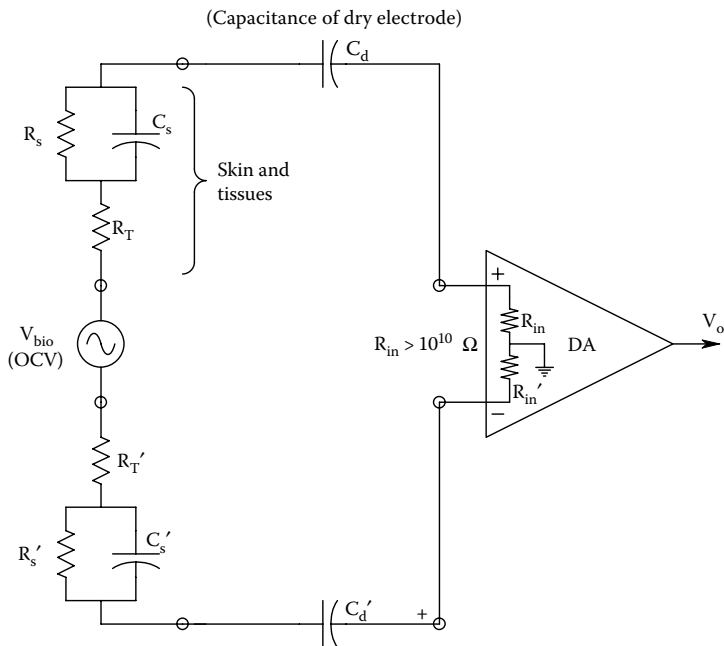 (Capacitance of dry electrode)
C_d
C_s
R_s
Skin and
tissues
R_T
+
R_in
V_o
V_bio
(OCV)
R_in > 10^10 Ω
DA
R_in′
−
R_T′
C_s′
R_s′
C_d′
+